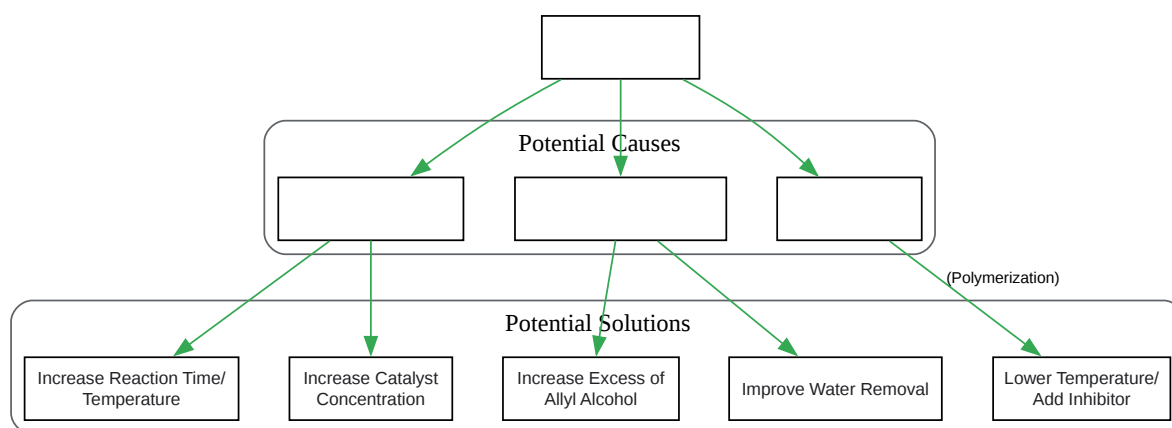 Potential Causes
(Polymerization)
Potential Solutions
Increase Reaction Time/
Temperature
Increase Catalyst
Concentration
Increase Excess of
Allyl Alcohol
Improve Water Removal
Lower Temperature/
Add Inhibitor